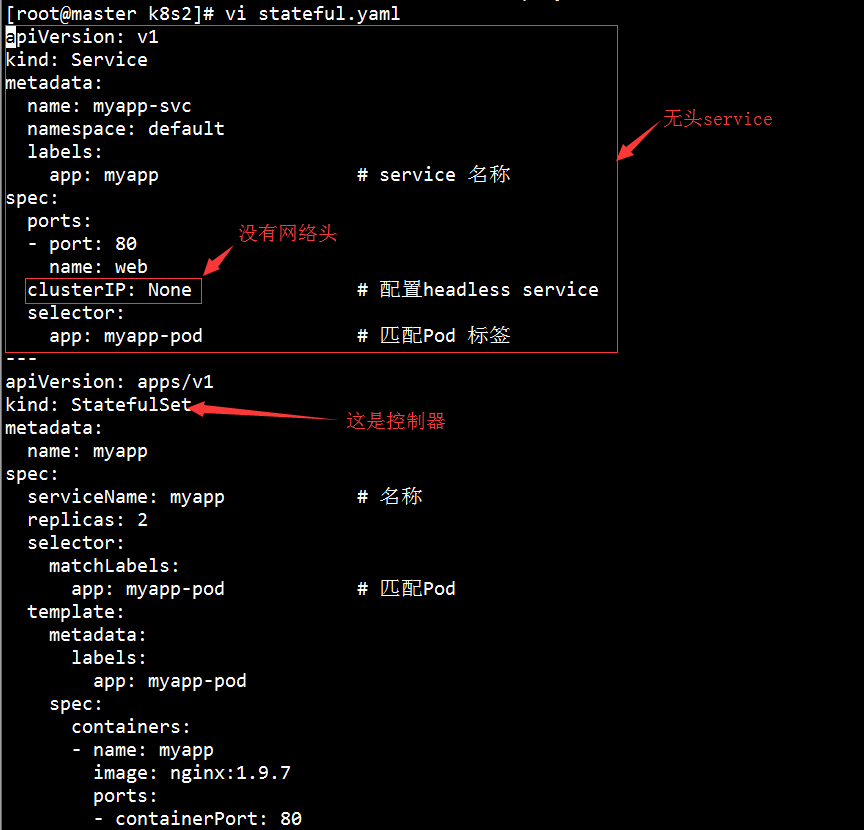 [root@master k8s2]# vi stateful.yaml
apiVersion: v1
kind: Service
metadata:
  name: myapp-svc
  namespace: default
  labels:
    app: myapp                  # service 名称
无头service
spec:
  ports:
  - port: 80
没有网络头
    name: web
  clusterIP: None               # 配置headless service
  selector:
    app: myapp-pod              # 匹配Pod 标签
---
apiVersion: apps/v1
kind: StatefulSet
这是控制器
metadata:
  name: myapp
spec:
  serviceName: myapp            # 名称
  replicas: 2
  selector:
    matchLabels:
      app: myapp-pod            # 匹配Pod
  template:
    metadata:
      labels:
        app: myapp-pod
    spec:
      containers:
      - name: myapp
        image: nginx:1.9.7
        ports:
        - containerPort: 80